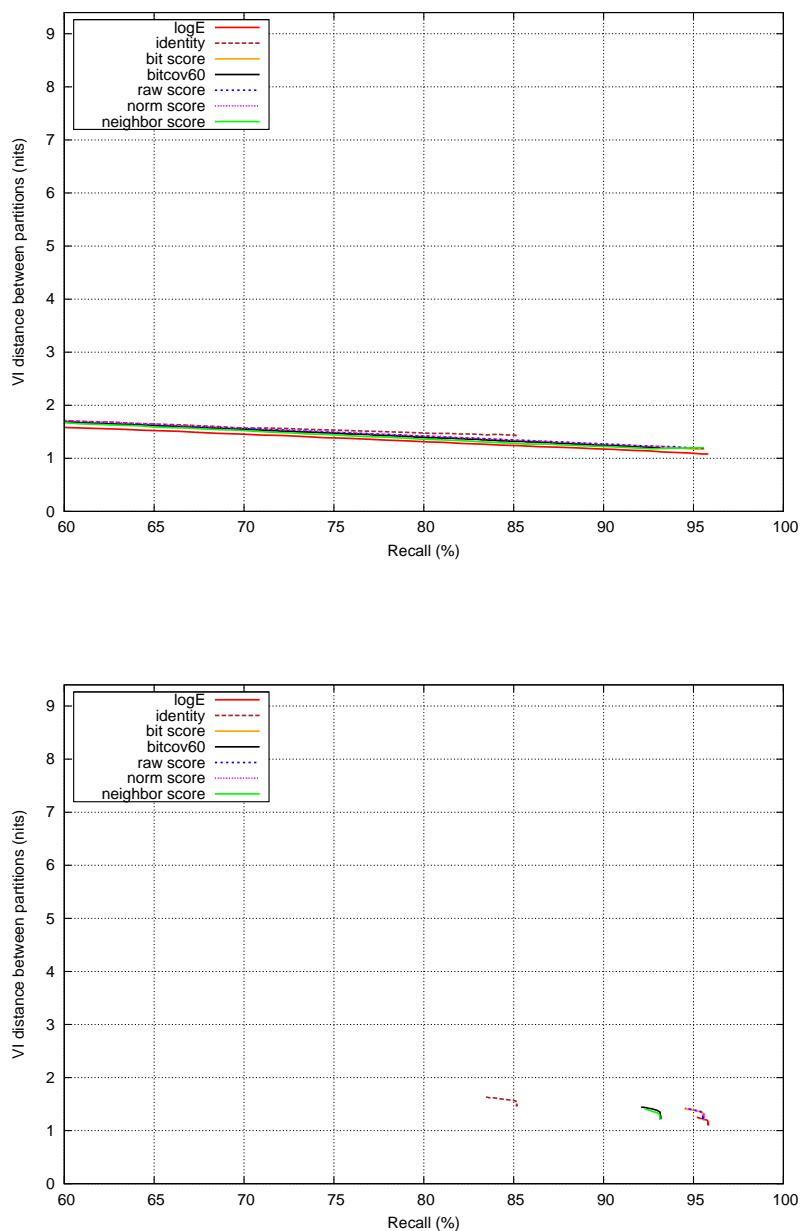 logE
identity
bit score
bitcov60
raw score
norm score
neighbor score
9
8
7
6
5
4
3
2
1
0
VI distance between partitions (nits)
60 65 70 75 80 85 90 95 100
Recall (%)
logE
identity
bit score
bitcov60
raw score
norm score
neighbor score
9
8
7
6
5
4
3
2
1
0
VI distance between partitions (nits)
60 65 70 75 80 85 90 95 100
Recall (%)